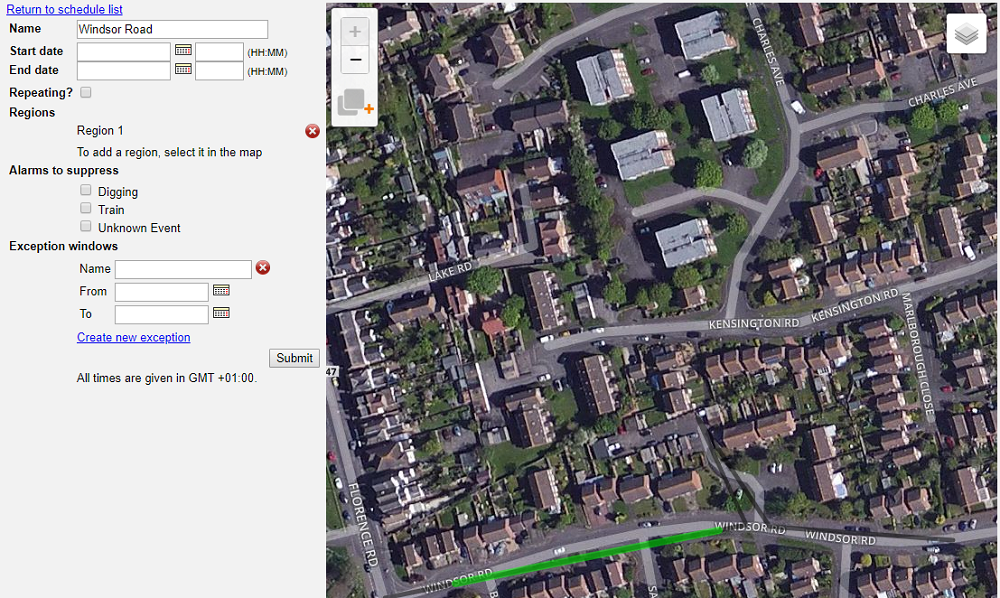 Return to schedule list
Name Windsor Road
Start date (HH:MM)
End date (HH:MM)
Repeating?
Regions
Region 1
To add a region, select it in the map
Alarms to suppress
Digging
Train
Unknown Event
Exception windows
Name
From
To
Create new exception
Submit
All times are given in GMT +01:00.
CHARLES AVE
CHARLES AVE
LAKE RD
KENSINGTON RD
KENSINGTON RD
MARLBOROUGH CLOSE
47
FLORENCE RD
WINDSOR RD
WINDSOR RD
WINDSOR RD